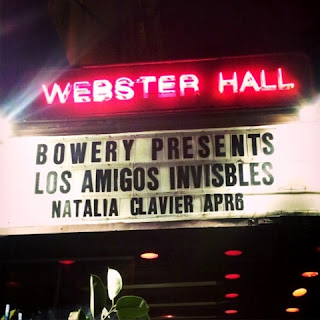 WEBSTER HALL
BOWERY PRESENTS
LOS AMIGOS INVISBLES
NATALIA CLAVIER APR6